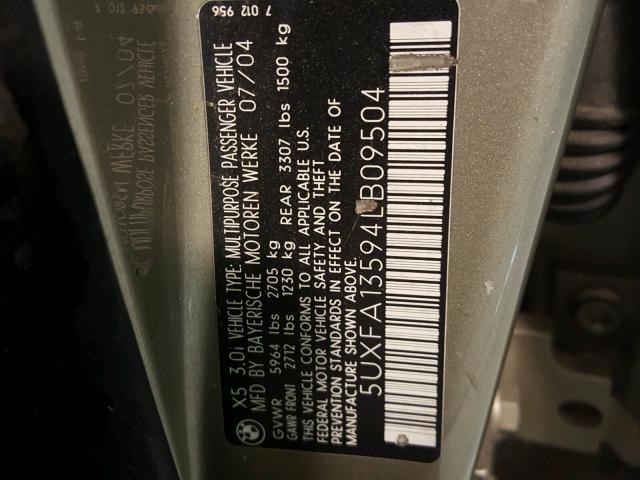 7 012 956
X5 3.0i VEHICLE TYPE: MULTIPURPOSE PASSENGER VEHICLE
MFD BY BAYERISCHE MOTOREN WERKE 07/04
GVWR 5964 lbs 2705 kg
GAWR FRONT 2712 lbs 1230 kg REAR 3307 lbs 1500 kg
THIS VEHICLE CONFORMS TO ALL APPLICABLE U.S.
FEDERAL MOTOR VEHICLE SAFETY AND THEFT
PREVENTION STANDARDS IN EFFECT ON THE DATE OF
MANUFACTURE SHOWN ABOVE.
5UXFA13594LB09504